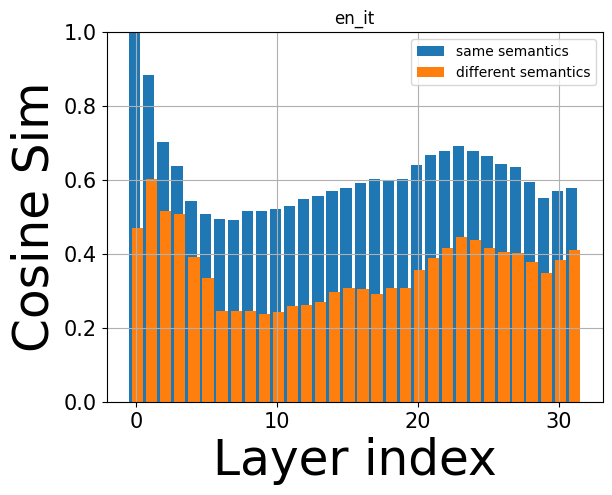 en_it
same semantics
different semantics
Cosine Sim
1.0
0.8
0.6
0.4
0.2
0.0
0 10 20 30
Layer index